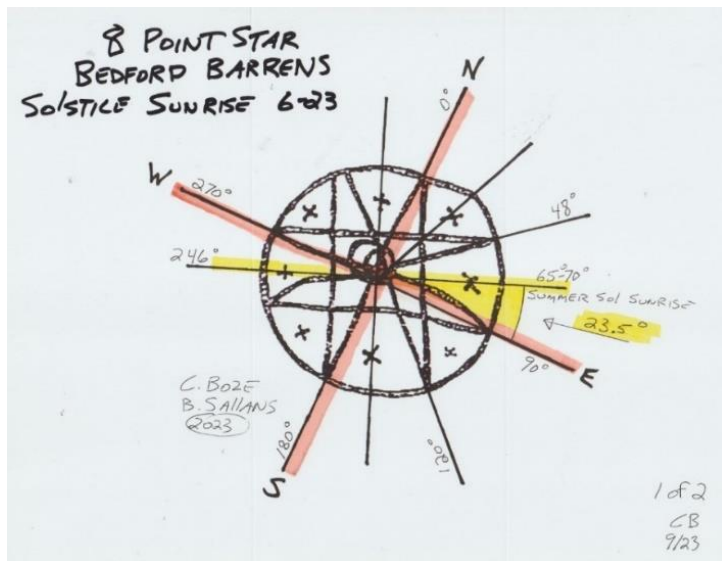 8 POINT STAR
BEDFORD BARRENS
SOlSTICE SUNRISE 6-23
N
0°
W
270°
48°
246°
65°-70°
SUMMER SOl SUNRISE
23.5°
90°
E
C. BOZE
B. SALLANS
2023
180°
120°
S
1 of 2
CB
9/23